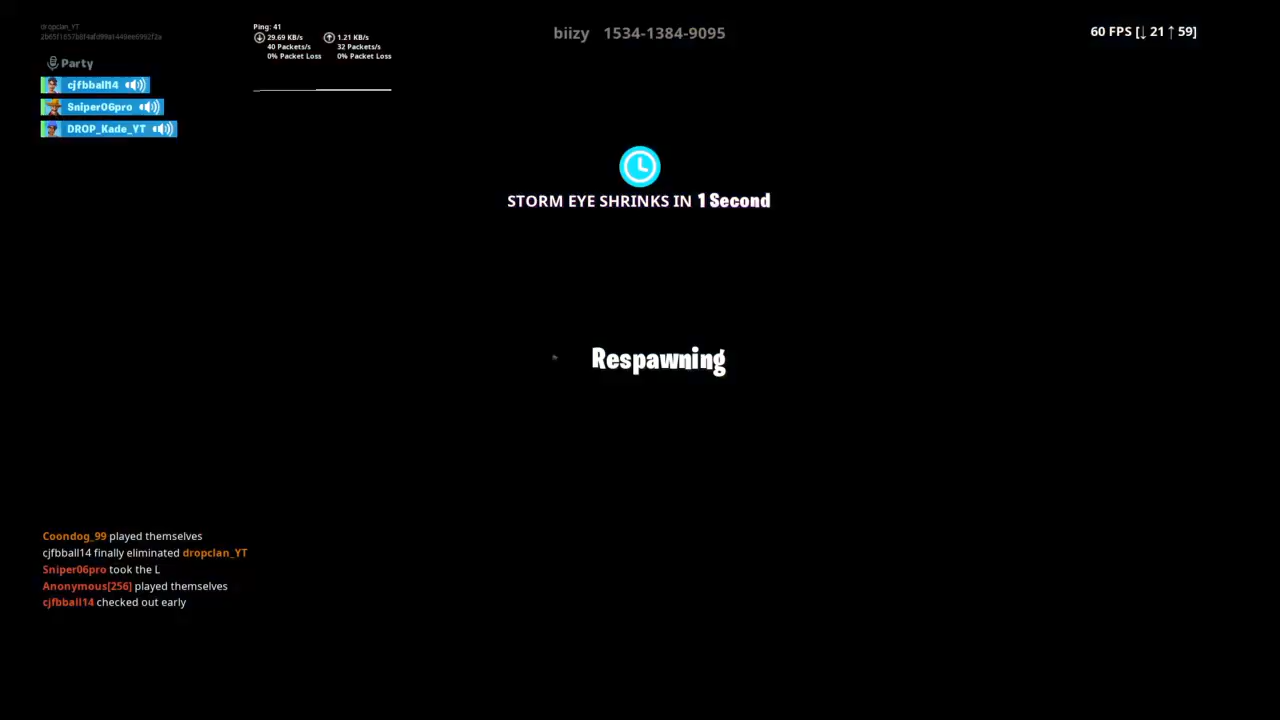 dropclan_YT
Ping: 41
29.69 KB/s 1.21 KB/s
40 Packets/s 32 Packets/s
0% Packet Loss 0% Packet Loss
biizy 1534-1384-9095
60 FPS [↓ 21 ↑ 59]
Party
cjfbball14
Sniper06pro
DROP_Kade_YT
STORM EYE SHRINKS IN 1 Second
Respawning
Coondog_99 played themselves
cjfbball14 finally eliminated dropclan_YT
Sniper06pro took the L
Anonymous[256] played themselves
cjfbball14 checked out early